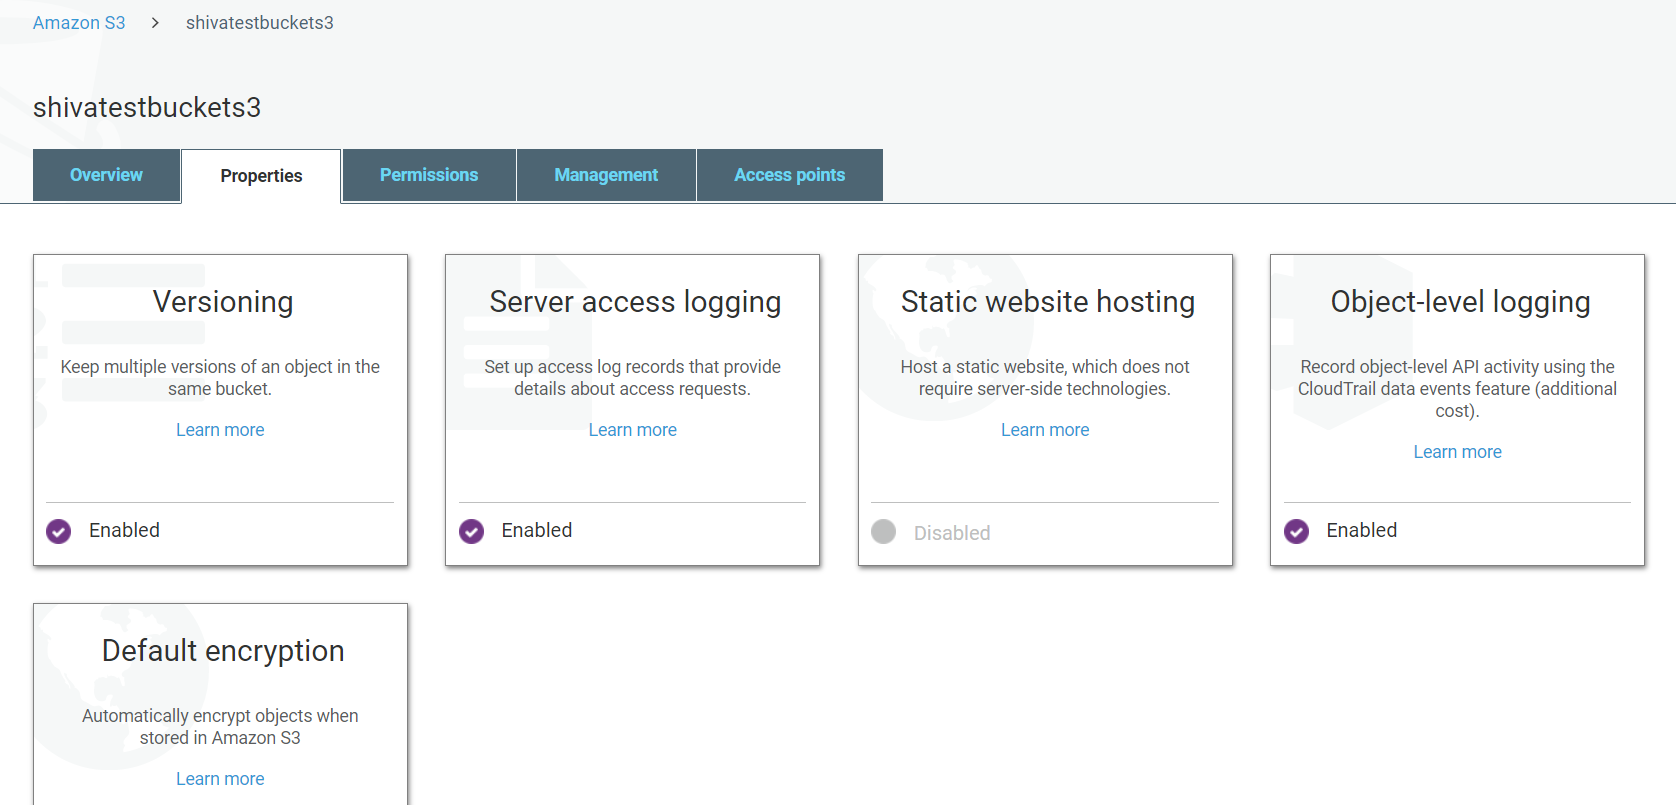 Amazon S3 > shivatestbuckets3
shivatestbuckets3
Overview Properties Permissions Management Access points
Versioning
Keep multiple versions of an object in the
same bucket.
Learn more
Enabled
Server access logging
Set up access log records that provide
details about access requests.
Learn more
Enabled
Static website hosting
Host a static website, which does not
require server-side technologies.
Learn more
Disabled
Object-level logging
Record object-level API activity using the
CloudTrail data events feature (additional
cost).
Learn more
Enabled
Default encryption
Automatically encrypt objects when
stored in Amazon S3
Learn more